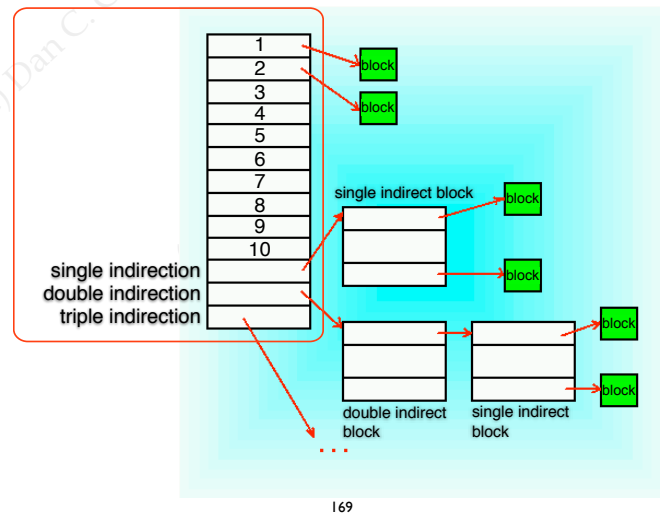 ) Dan C.
1
block
2
block
3
4
5
6
7
single indirect block
8
block
9
10
single indirection
block
double indirection
triple indirection
block
block
double indirect
block
single indirect
block
...
169